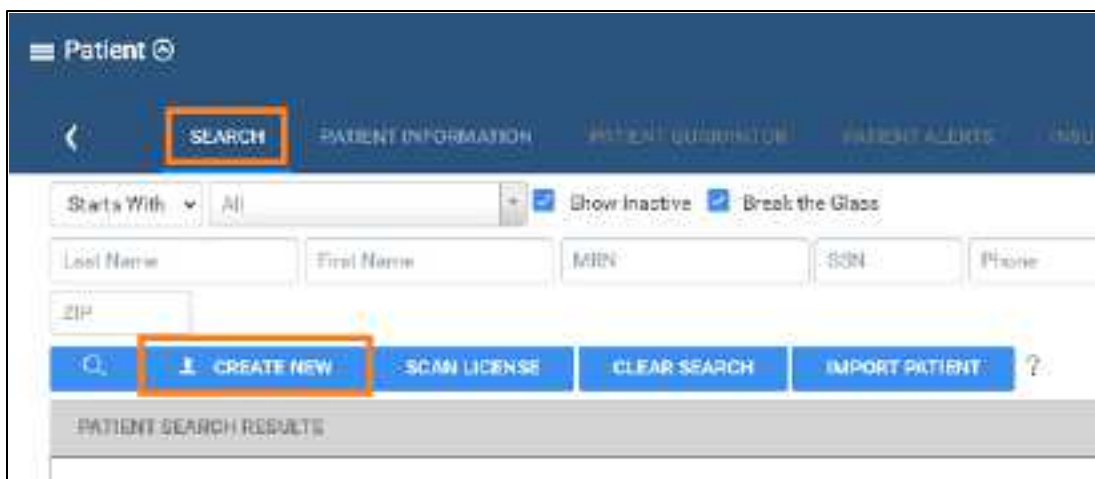 Patient
SEARCH PATIENT INFORMATION PATIENT ALERTS INSU
Starts With All Show Inactive Break the Glass
Last Name First Name MRN SSN Phone
ZIP
CREATE NEW SCAN LICENSE CLEAR SEARCH IMPORT PATIENT ?
PATIENT SEARCH RESULTS